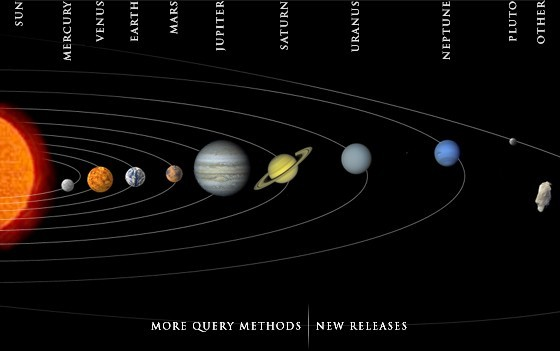 SUN
MERCURY
VENUS
EARTH
MARS
JUPITER
SATURN
URANUS
NEPTUNE
PLUTO
OTHER
MORE QUERY METHODS | NEW RELEASES